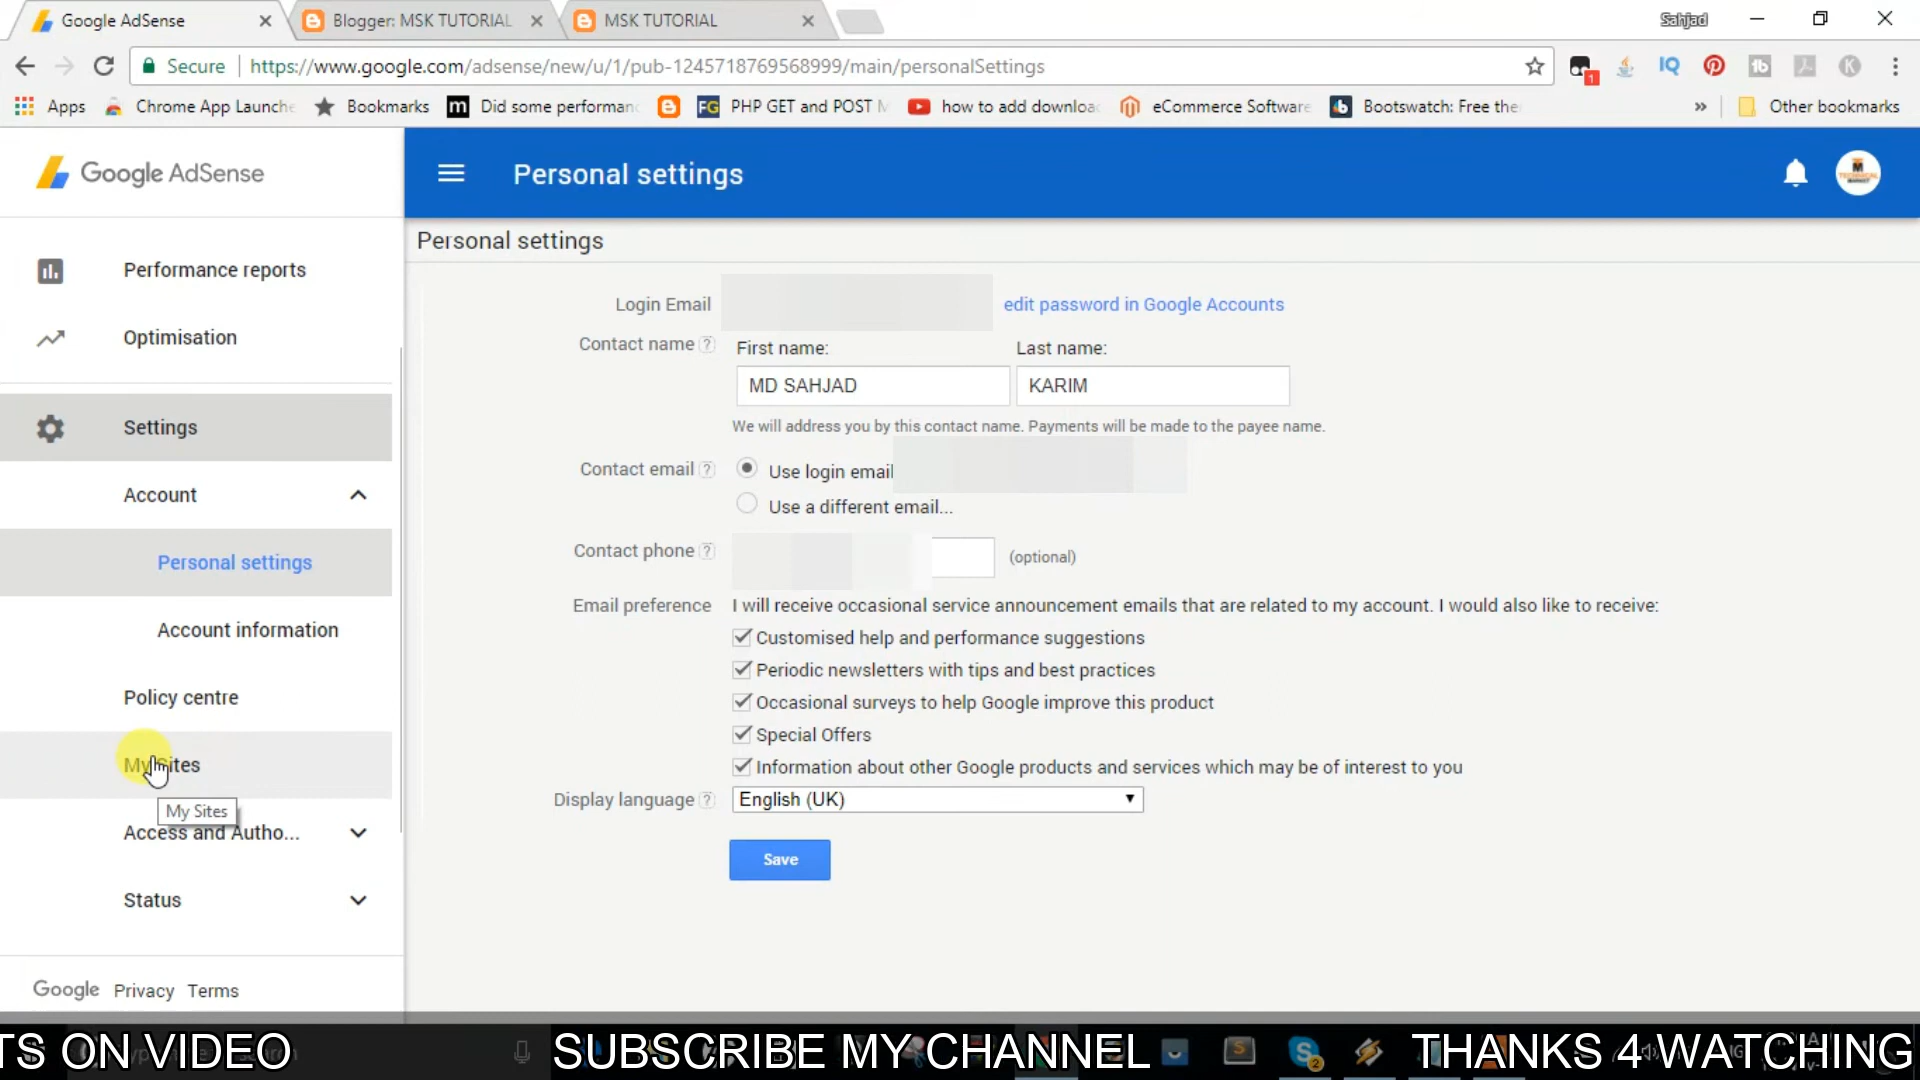 Google AdSense
Blogger: MSK TUTORIAL
MSK TUTORIAL
Sahjad
Secure
https://www.google.com/adsense/new/u/1/pub-1245718769568999/main/personalSettings
1
IQ
K
Apps
Chrome App Launche
Bookmarks
m
Did some performan
FG
PHP GET and POST M
how to add downloa
eCommerce Software
Bootswatch: Free the
»
Other bookmarks
Google AdSense
Personal settings
Performance reports
Optimisation
Settings
Account
Personal settings
Account information
Policy centre
My Sites
My Sites
Access and Autho...
Status
Google Privacy Terms
Personal settings
Login Email
edit password in Google Accounts
Contact name ?
First name:
Last name:
MD SAHJAD
KARIM
We will address you by this contact name. Payments will be made to the payee name.
Contact email ?
Use login email
Use a different email...
Contact phone ?
(optional)
Email preference
I will receive occasional service announcement emails that are related to my account. I would also like to receive:
Customised help and performance suggestions
Periodic newsletters with tips and best practices
Occasional surveys to help Google improve this product
Special Offers
Information about other Google products and services which may be of interest to you
Display language ?
English (UK)
Save
TS ON VIDEO
SUBSCRIBE MY CHANNEL
THANKS 4 WATCHING